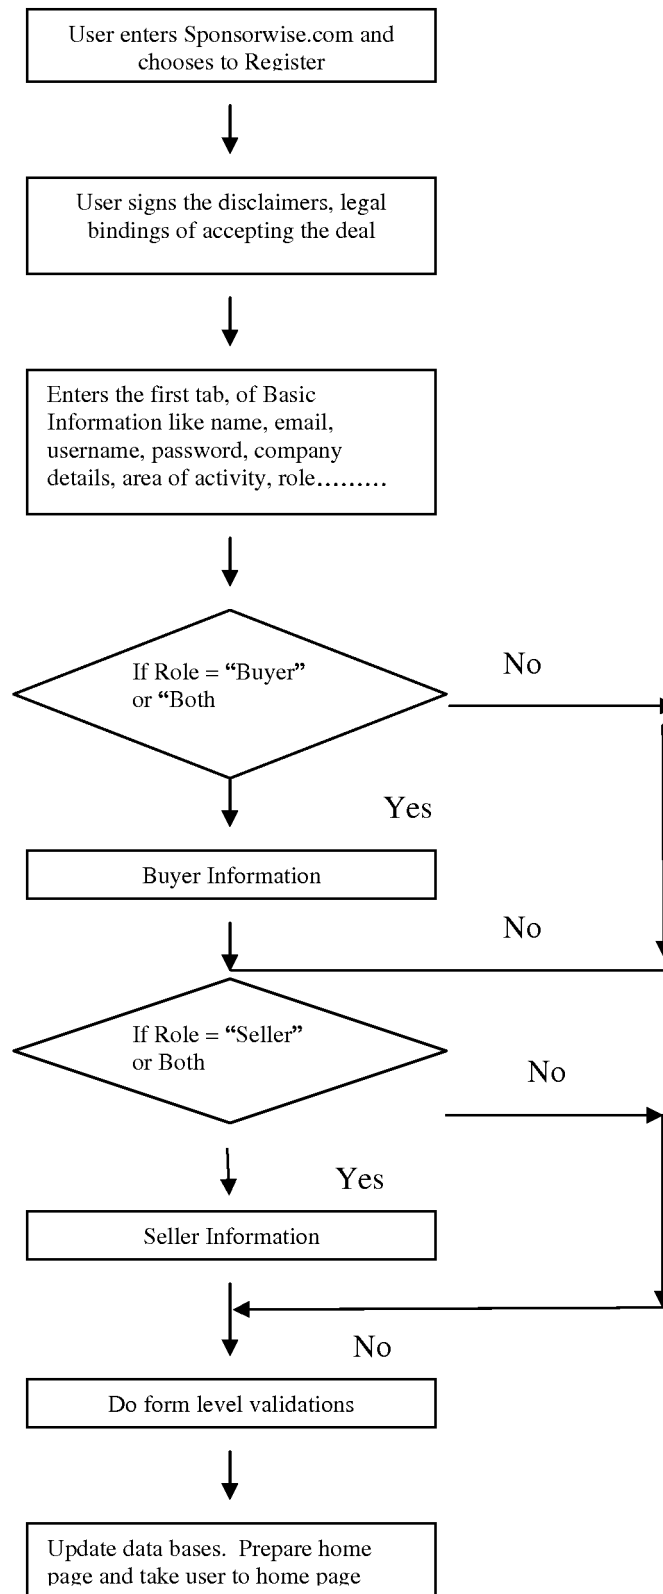 User enters Sponsorwise.com and
chooses to Register
User signs the disclaimers, legal
bindings of accepting the deal
Enters the first tab, of Basic
Information like name, email,
username, password, company
details, area of activity, role.........
If Role = “Buyer”
or “Both
No
Yes
Buyer Information
No
If Role = “Seller”
or Both
No
Yes
Seller Information
No
Do form level validations
Update data bases.  Prepare home
page and take user to home page